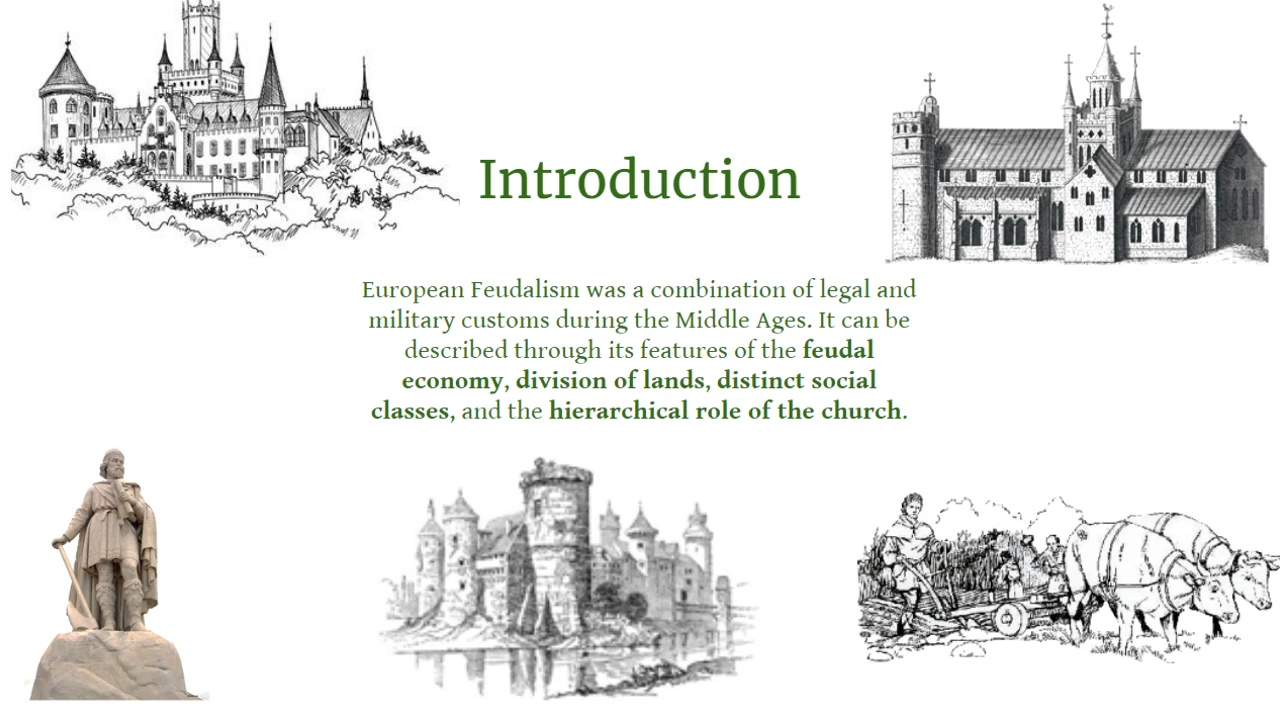 Introduction
European Feudalism was a combination of legal and
military customs during the Middle Ages. It can be
described through its features of the feudal
economy, division of lands, distinct social
classes, and the hierarchical role of the church.